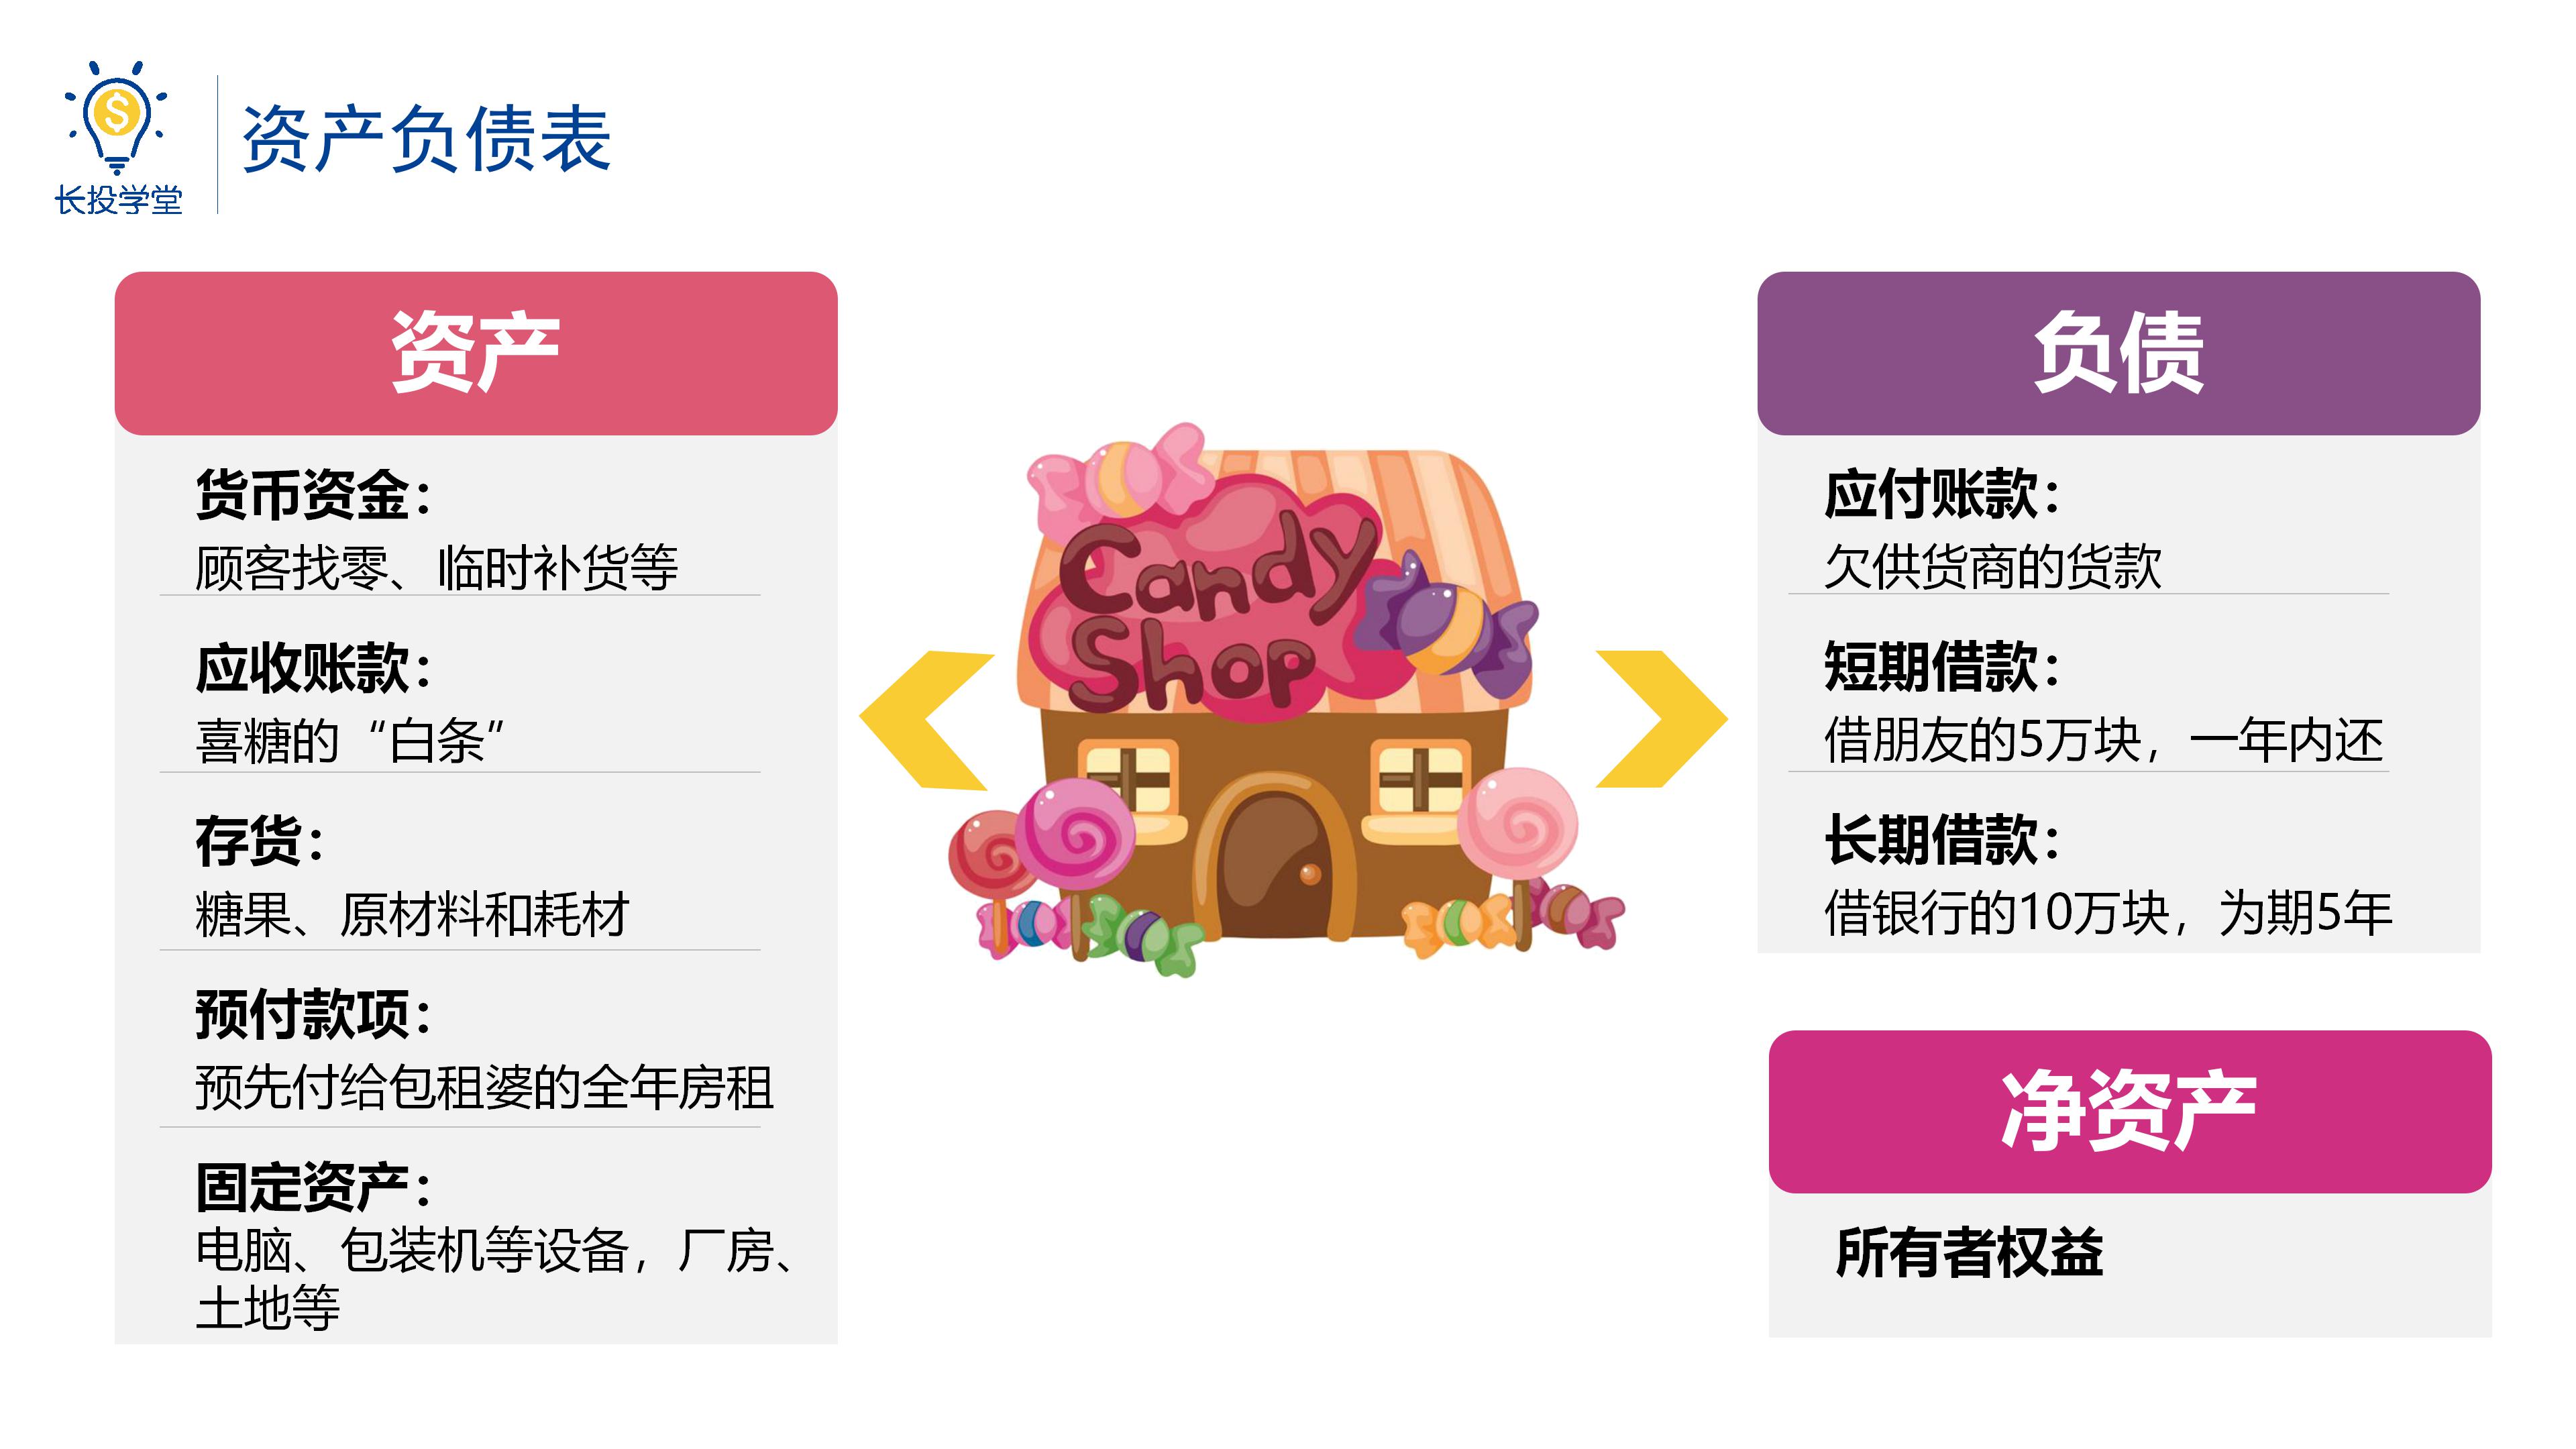 长投学堂
资产负债表
资产
货币资金：
顾客找零、临时补货等
应收账款：
喜糖的“白条”
存货：
糖果、原材料和耗材
预付款项：
预先付给包租婆的全年房租
固定资产：
电脑、包装机等设备，厂房、
土地等
Candy
Shop
负债
应付账款：
欠供货商的货款
短期借款：
借朋友的5万块，一年内还
长期借款：
借银行的10万块，为期5年
净资产
所有者权益